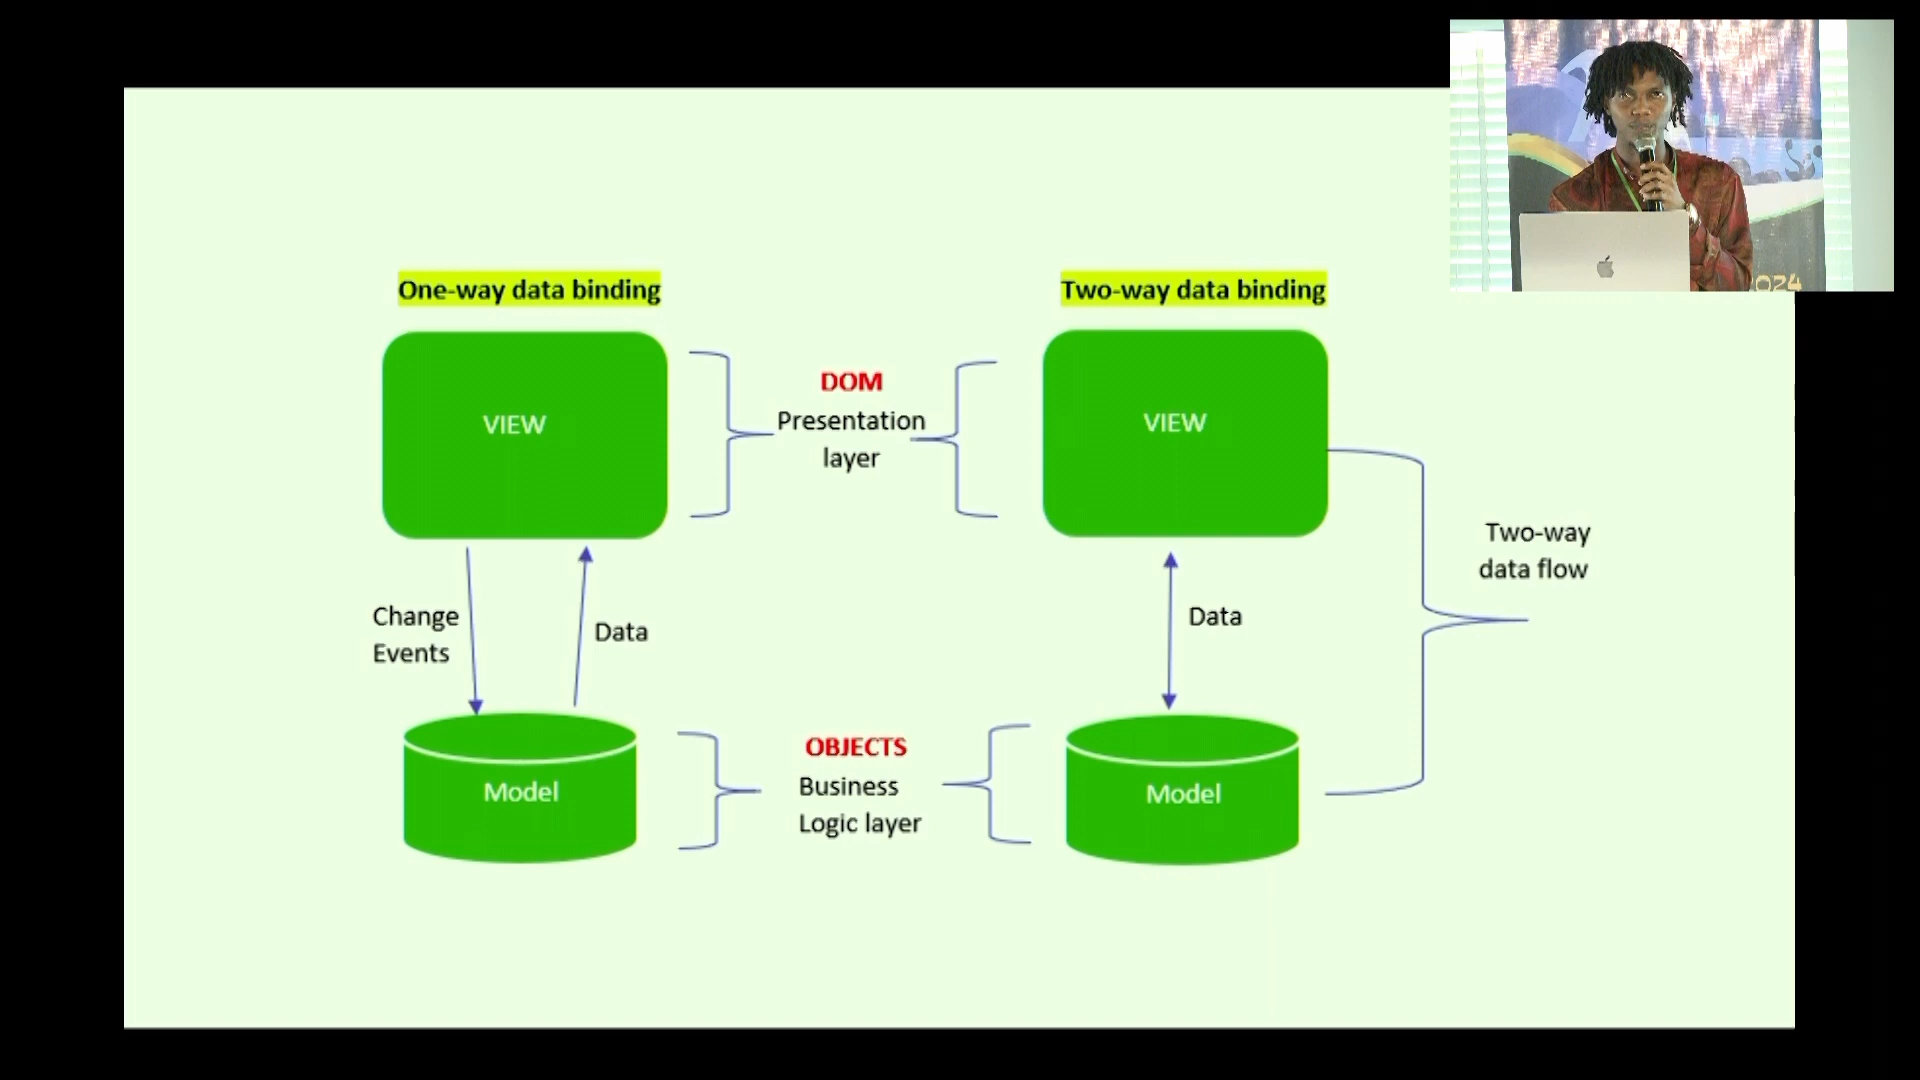 One-way data binding
Two-way data binding
VIEW
DOM
Presentation
layer
VIEW
Two-way
data flow
Change
Events
Data
Data
Model
OBJECTS
Business
Logic layer
Model
2024